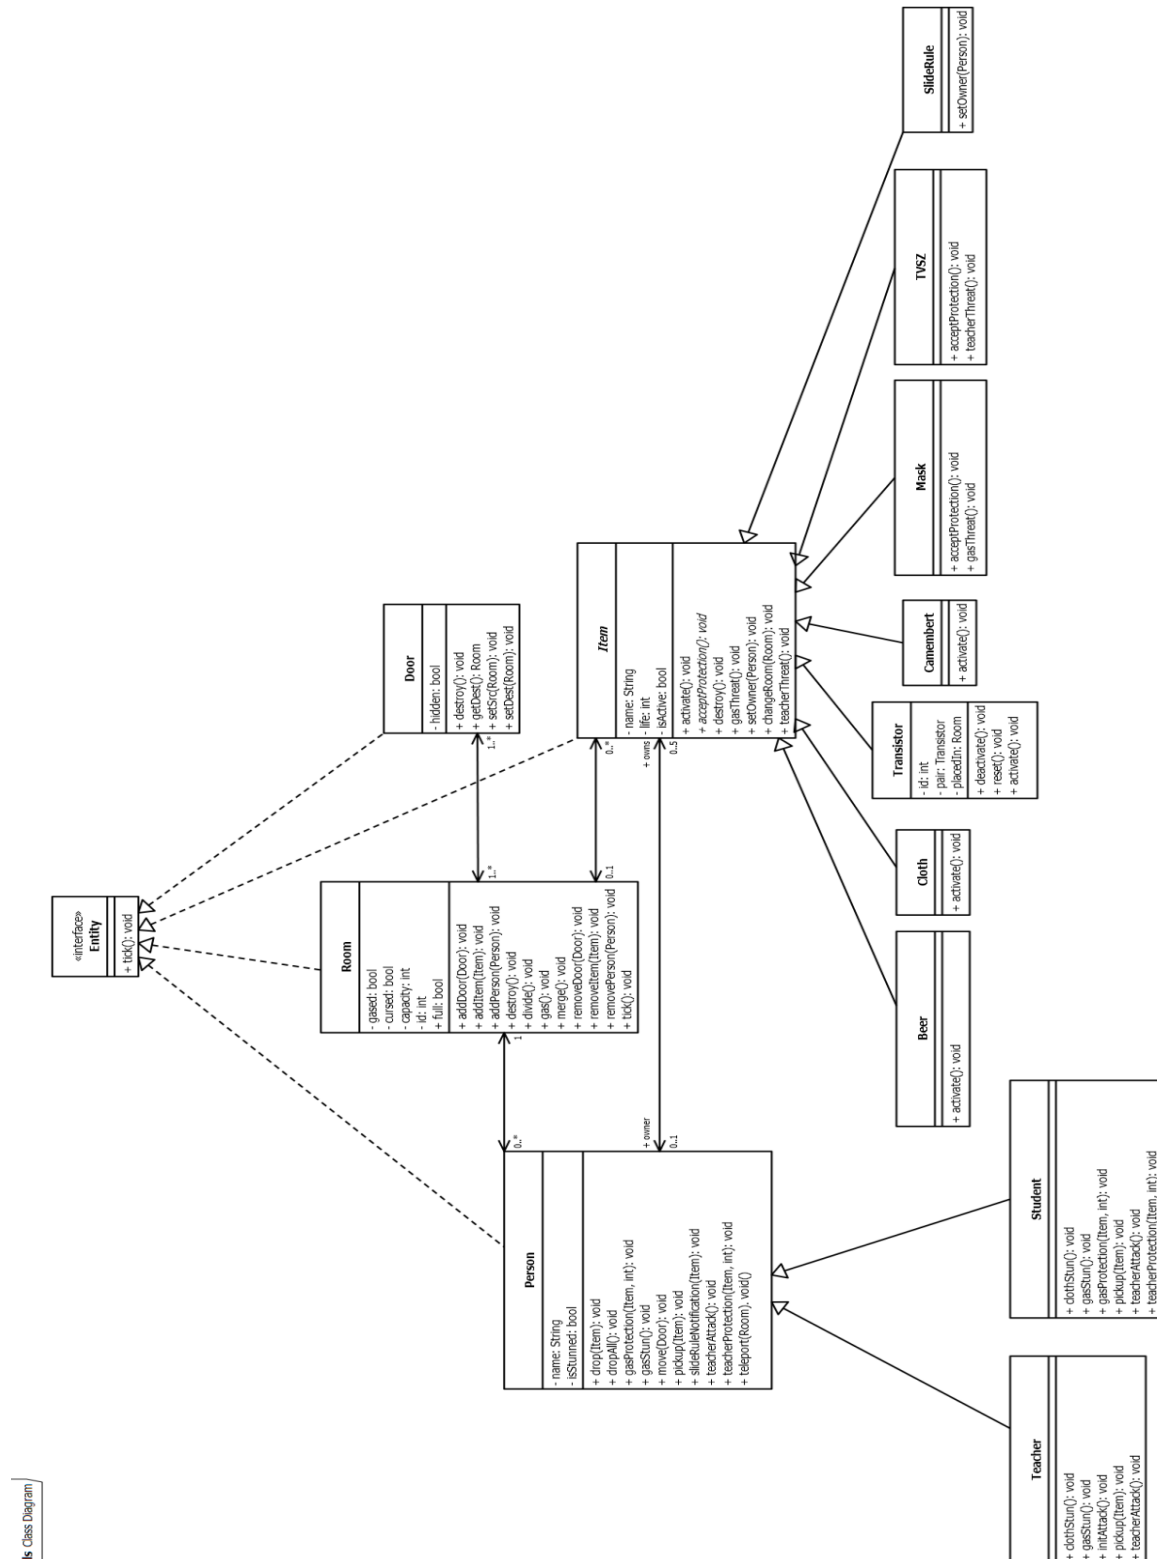 ls Class Diagram
«interface»
Entity
+ tick(): void
Person
- name: String
- isStunned: bool
+ drop(Item): void
+ dropAll(): void
+ gasProtection(Item, int): void
+ gasStun(): void
+ move(Door): void
+ pickup(Item): void
+ slideRuleNotification(Item): void
+ teacherAttack(): void
+ teacherProtection(Item, int): void
+ teleport(Room). void()
0..*
1
Room
- gased: bool
- cursed: bool
- capacity: int
- id: int
+ full: bool
+ addDoor(Door): void
+ addItem(Item): void
+ addPerson(Person): void
+ destroy(): void
+ divide(): void
+ gas(): void
+ merge(): void
+ removeDoor(Door): void
+ removeItem(Item): void
+ removePerson(Person): void
+ tick(): void
1..*
1..*
Door
- hidden: bool
+ destroy(): void
+ getDest(): Room
+ setSrc(Room): void
+ setDest(Room): void
0..1
0..*
+ owner
0..1
+ owns
0..5
Item
- name: String
- life: int
- isActive: bool
+ activate(): void
+ acceptProtection(): void
+ destroy(): void
+ gasThreat(): void
+ setOwner(Person): void
+ changeRoom(Room): void
+ teacherThreat(): void
Teacher
+ clothStun(): void
+ gasStun(): void
+ initAttack(): void
+ pickup(Item): void
+ teacherAttack(): void
Student
+ clothStun(): void
+ gasStun(): void
+ gasProtection(Item, int): void
+ pickup(Item): void
+ teacherAttack(): void
+ teacherProtection(Item, int): void
Beer
+ activate(): void
Cloth
+ activate(): void
Transistor
- id: int
- pair: Transistor
- placedIn: Room
+ deactivate(): void
+ reset(): void
+ activate(): void
Camembert
+ activate(): void
Mask
+ acceptProtection(): void
+ gasThreat(): void
TVSZ
+ acceptProtection(): void
+ teacherThreat(): void
SlideRule
+ setOwner(Person): void